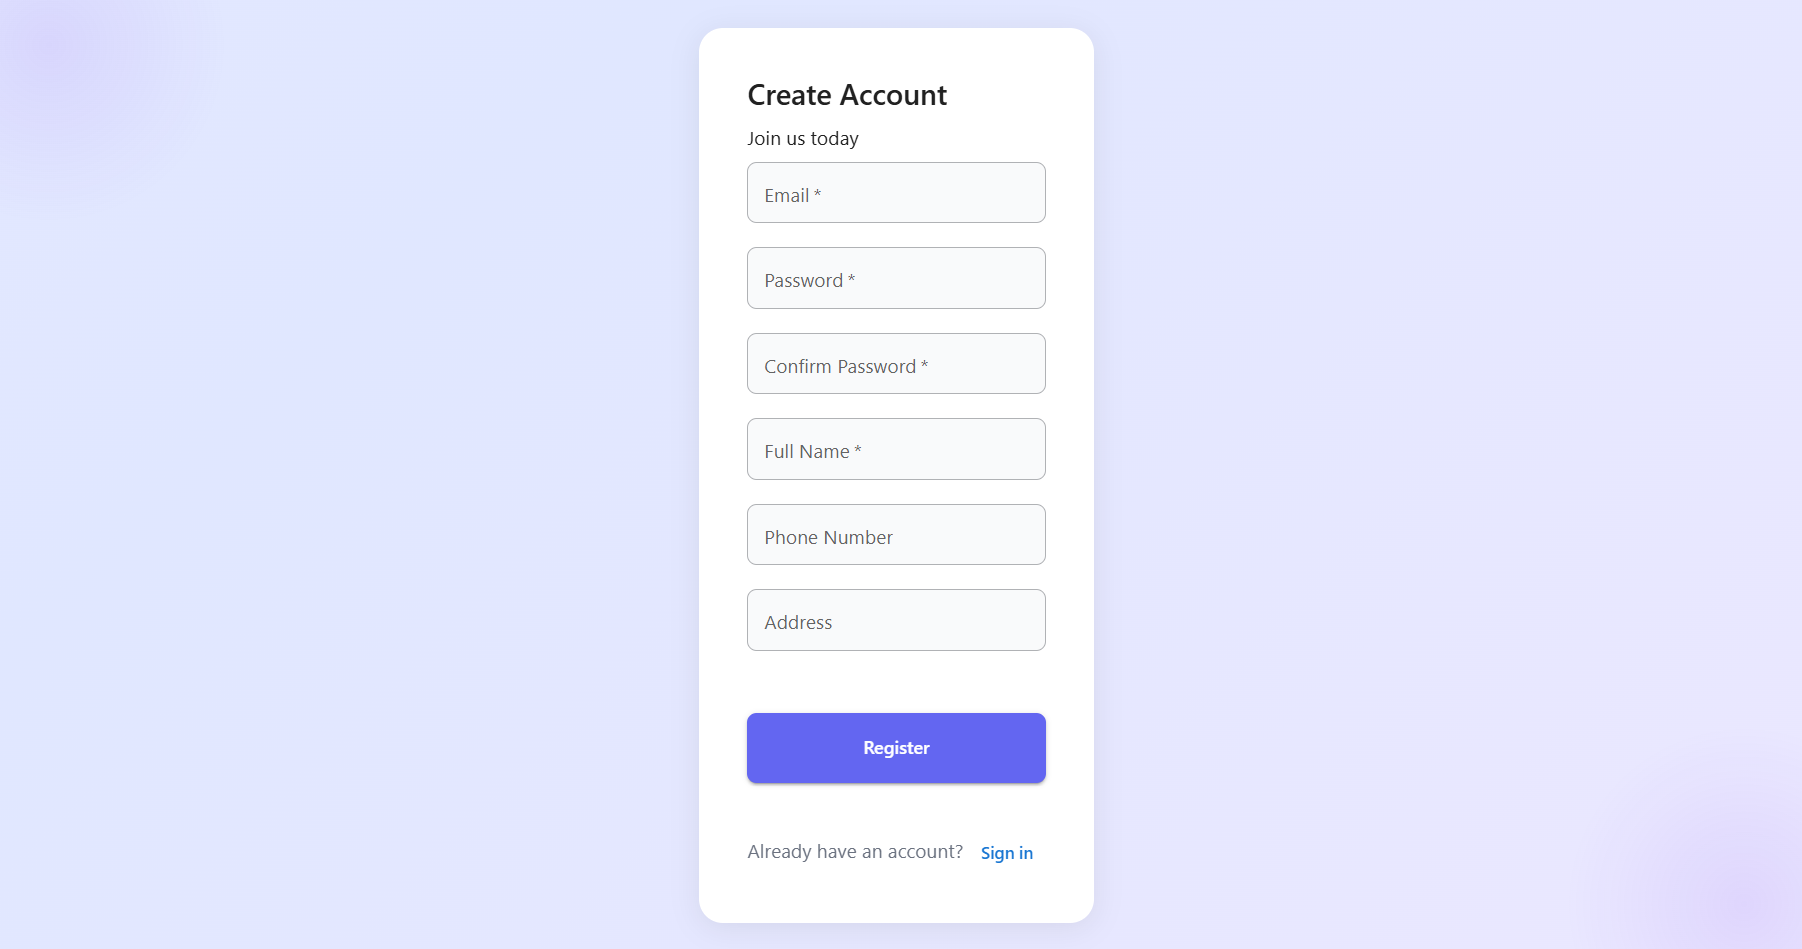 Create Account
Join us today
Email *
Password *
Confirm Password *
Full Name *
Phone Number
Address
Register
Already have an account? Sign in